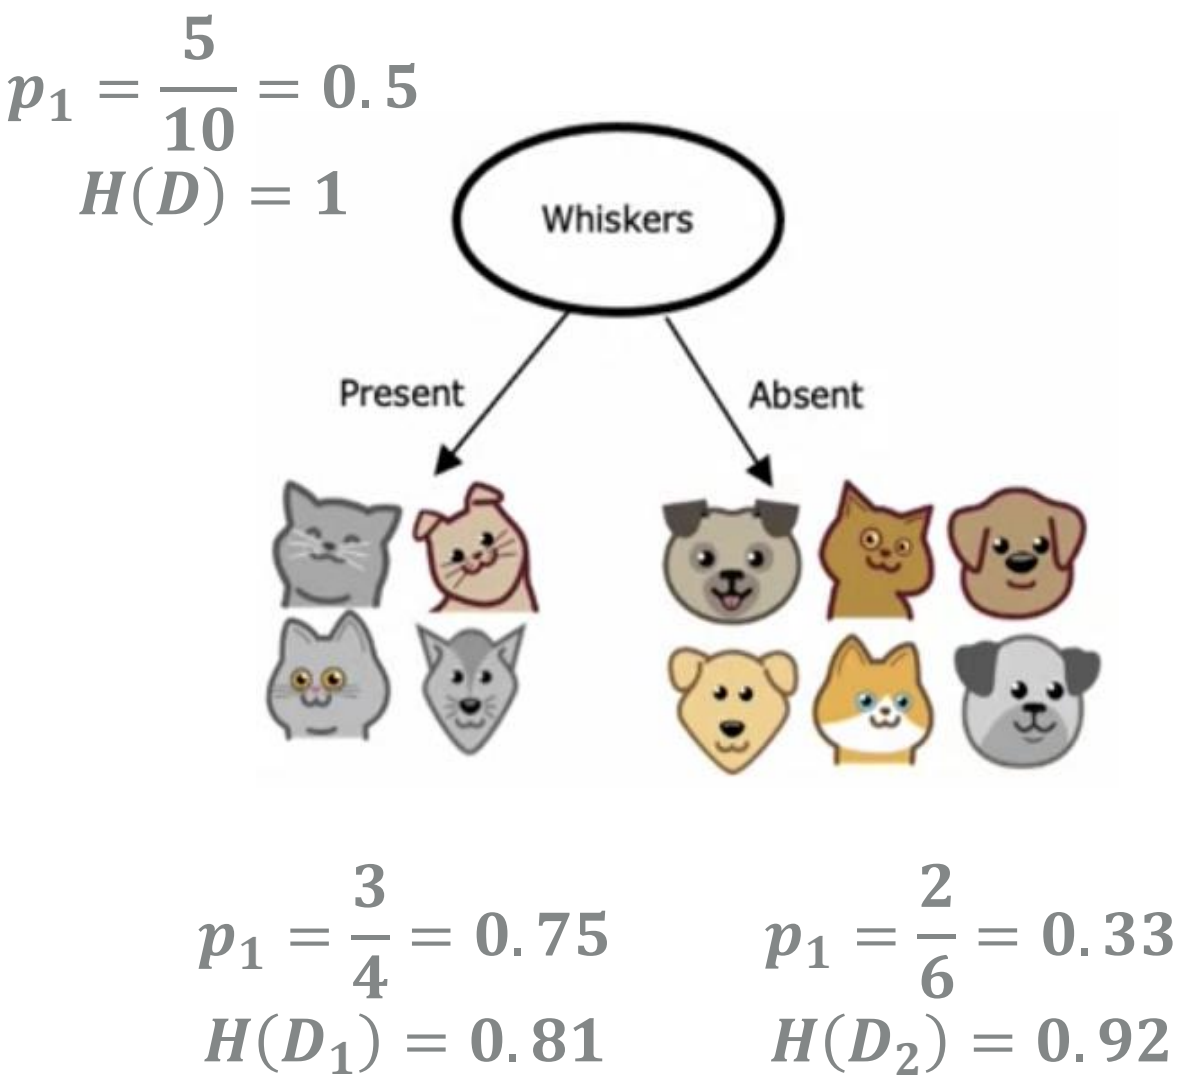 p₁ = 5/10 = 0.5
H(D) = 1
Whiskers
Present
Absent
p₁ = 3/4 = 0.75
H(D₁) = 0.81
p₁ = 2/6 = 0.33
H(D₂) = 0.92